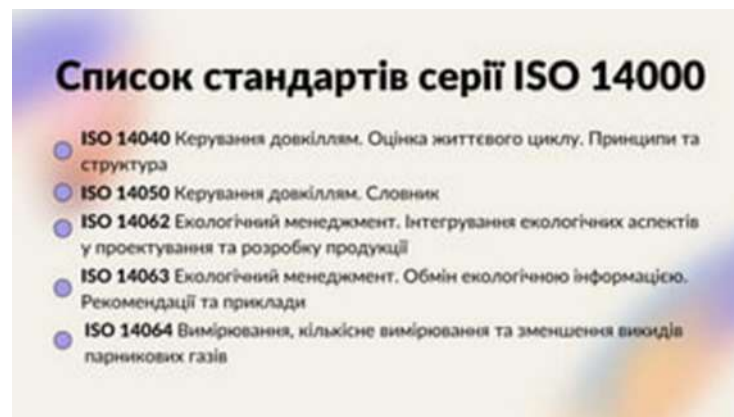 Список стандартів серії ISO 14000
ISO 14040 Керування довкіллям. Оцінка життєвого циклу. Принципи та
структура
ISO 14050 Керування довкіллям. Словник
ISO 14062 Екологічний менеджмент. Інтегрування екологічних аспектів
у проектування та розробку продукції
ISO 14063 Екологічний менеджмент. Обмін екологічною інформацією.
Рекомендації та приклади
ISO 14064 Вимірювання, кількісне вимірювання та зменшення викидів
парникових газів